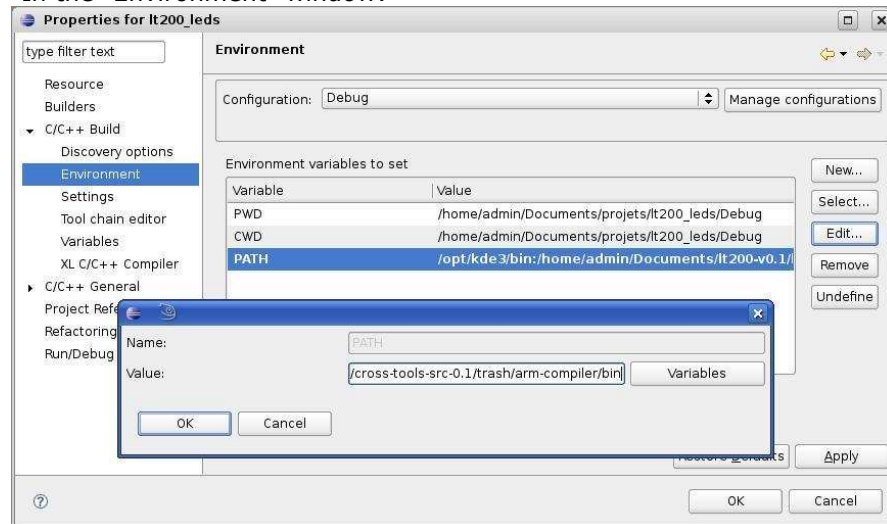 In the "Environment" window:
Properties for lt200_leds
type filter text
Environment
Resource
Builders
C/C++ Build
Discovery options
Environment
Settings
Tool chain editor
Variables
XL C/C++ Compiler
C/C++ General
Project Refe
Refactoring
Run/Debug
Configuration: Debug
Manage configurations
Environment variables to set
Variable Value
PWD /home/admin/Documents/projets/lt200_leds/Debug
CWD /home/admin/Documents/projets/lt200_leds/Debug
PATH /opt/kde3/bin:/home/admin/Documents/lt200-v0.1/
New...
Select...
Edit...
Remove
Undefine
Name: PATH
Value: /cross-tools-src-0.1/trash/arm-compiler/bin Variables
OK Cancel
Restore Defaults Apply
OK Cancel